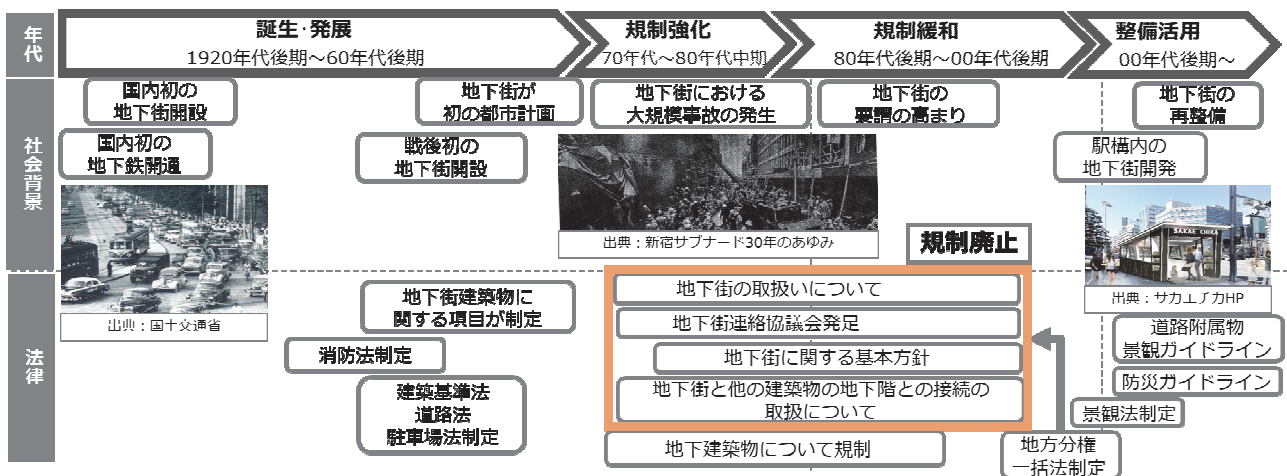 年代
誕生・発展
1920年代後期～60年代後期
規制強化
70年代～80年代中期
規制緩和
80年代後期～00年代後期
整備活用
00年代後期～
社会背景
国内初の
地下街開設
地下街が
初の都市計画
地下街における
大規模事故の発生
地下街の
要請の高まり
地下街の
再整備
国内初の
地下鉄開通
戦後初の
地下街開設
駅構内の
地下街開発
出典：新宿サブナード30年のあゆみ
規制廃止
SAKAE CHIKA
出典：国土交通省
出典：サカエチカHP
法律
地下街建築物に
関する項目が制定
消防法制定
建築基準法
道路法
駐車場法制定
地下街の取扱いについて
地下街連絡協議会発足
地下街に関する基本方針
地下街と他の建築物の地下階との接続の
取扱について
地下建築物について規制
道路附属物
景観ガイドライン
防災ガイドライン
景観法制定
地方分権
一括法制定